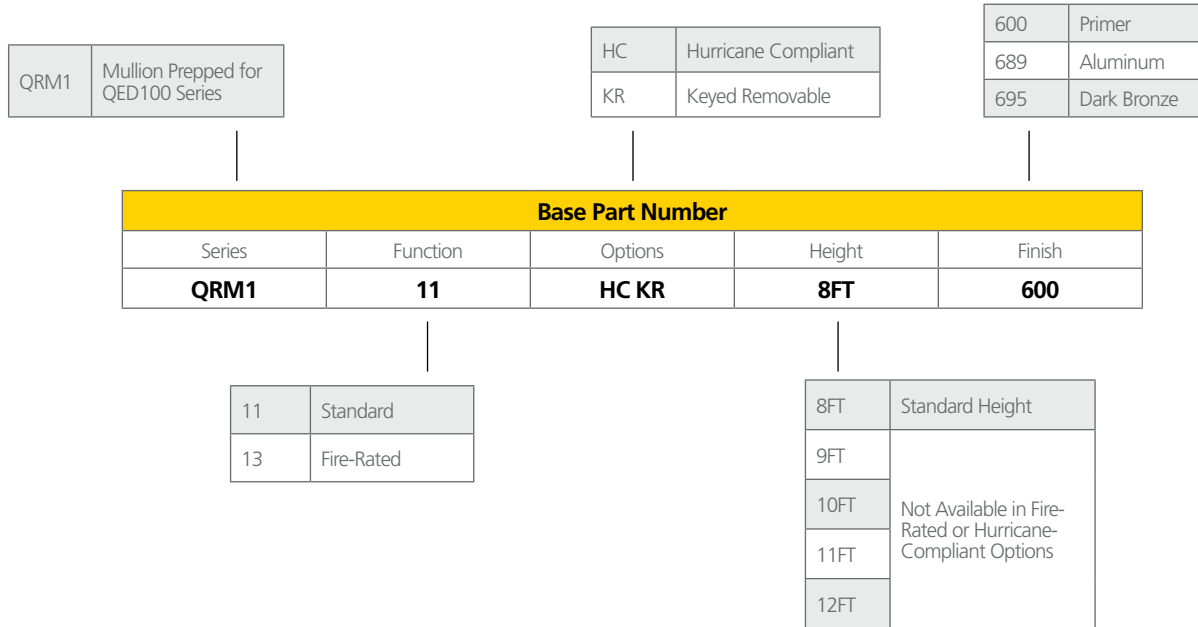 600 Primer
689 Aluminum
695 Dark Bronze
HC Hurricane Compliant
KR Keyed Removable
QRM1 Mullion Prepped for
QED100 Series
Base Part Number
Series Function Options Height Finish
QRM1 11 HC KR 8FT 600
11 Standard
13 Fire-Rated
8FT Standard Height
9FT
10FT
11FT
12FT
Not Available in Fire-
Rated or Hurricane-
Compliant Options